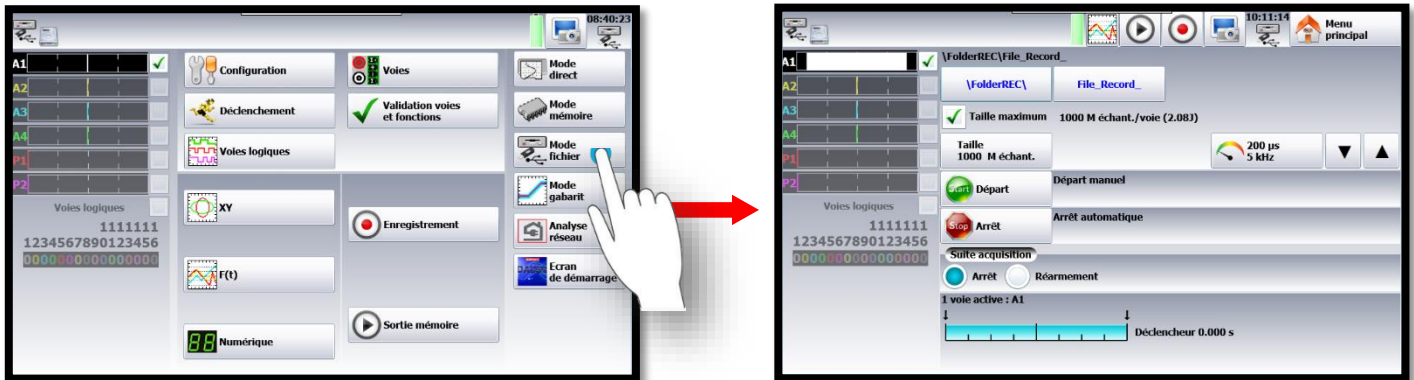 08:40:23
A1
A2
A3
A4
P1
P2
Voies logiques
1111111
1234567890123456
0000000000000000
Configuration
Voies
Déclenchement
Validation voies
et fonctions
Voies logiques
XY
Enregistrement
F(t)
Sortie mémoire
Numérique
Mode
direct
Mode
mémoire
Mode
fichier
Mode
gabarit
Analyse
réseau
Ecran
de démarrage
10:11:14
Menu
principal
A1
A2
A3
A4
P1
P2
Voies logiques
1111111
1234567890123456
0000000000000000
\FolderREC\File_Record_
\FolderREC\
File_Record_
Taille maximum
1000 M échant./voie (2.08J)
Taille
1000 M échant.
200 µs
5 kHz
Start
Départ
Départ manuel
Stop
Arrêt
Arrêt automatique
Suite acquisition
Arrêt
Réarmement
1 voie active : A1
Déclencheur 0.000 s